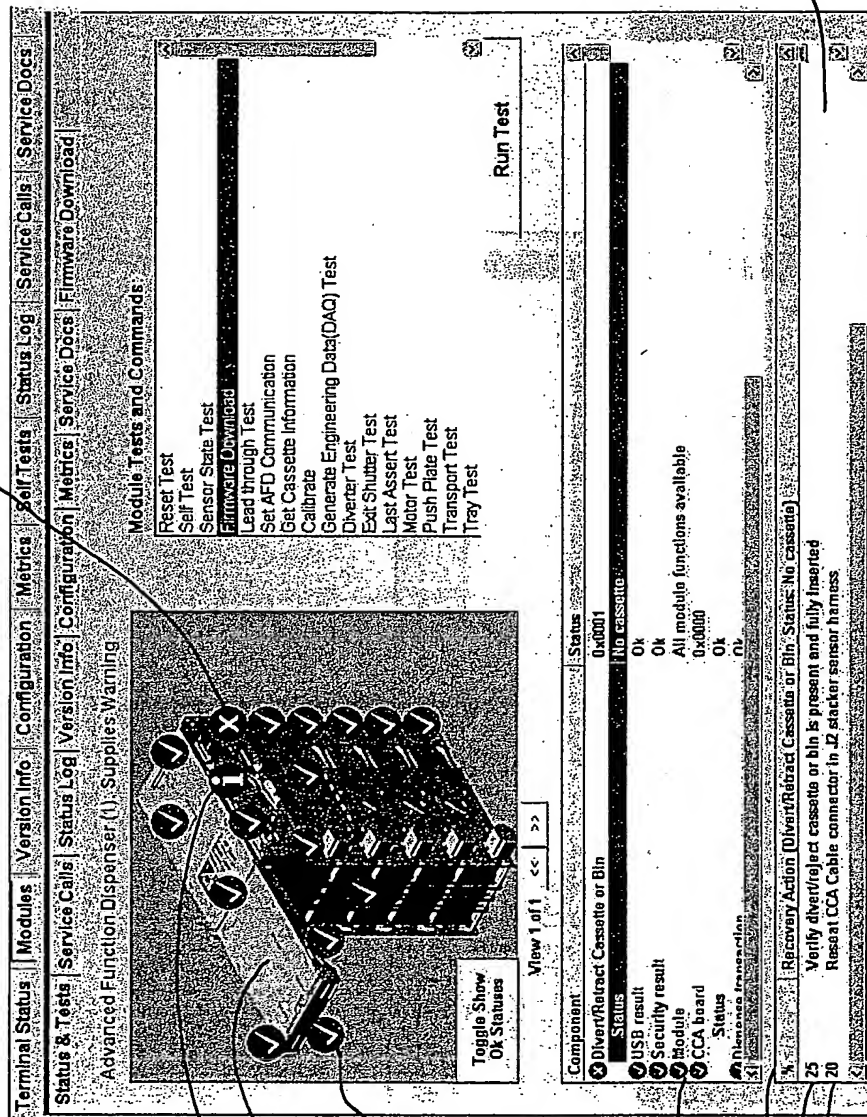 Terminal Status Modules Version Info Configuration Metrics Self Tests Status Log Service Calls Service Docs
Status & Tests Service Calls Status Log Version Info Configuration Metrics Service Docs Firmware Download
Advanced Function Dispenser (1), Supplies Warning
Toggle Show
Ok Statuses
View 1 of 1 << >>
Module Tests and Commands:
Reset Test
Self Test
Sensor State Test
Firmware Download
Lead through Test
Set AFD Communication
Get Cassette Information
Calibrate
Generate Engineering Data(DAQ) Test
Diverter Test
Exit Shutter Test
Last Assert Test
Motor Test
Push Plate Test
Transport Test
Tray Test
Run Test
Component Status
Divert/Retract Cassette or Bin 0x0001
Status No cassette
USB result Ok
Security result Ok
Module All module functions available
CCA board 0x0000
Status Ok
Dispense transaction Ok
% Recovery Action [Divert/Retract Cassette or Bin' Status: No cassette]
25 Verify divert/reject cassette or bin is present and fully inserted
20 Reseat CCA Cable connector in J2 stacker sensor harness